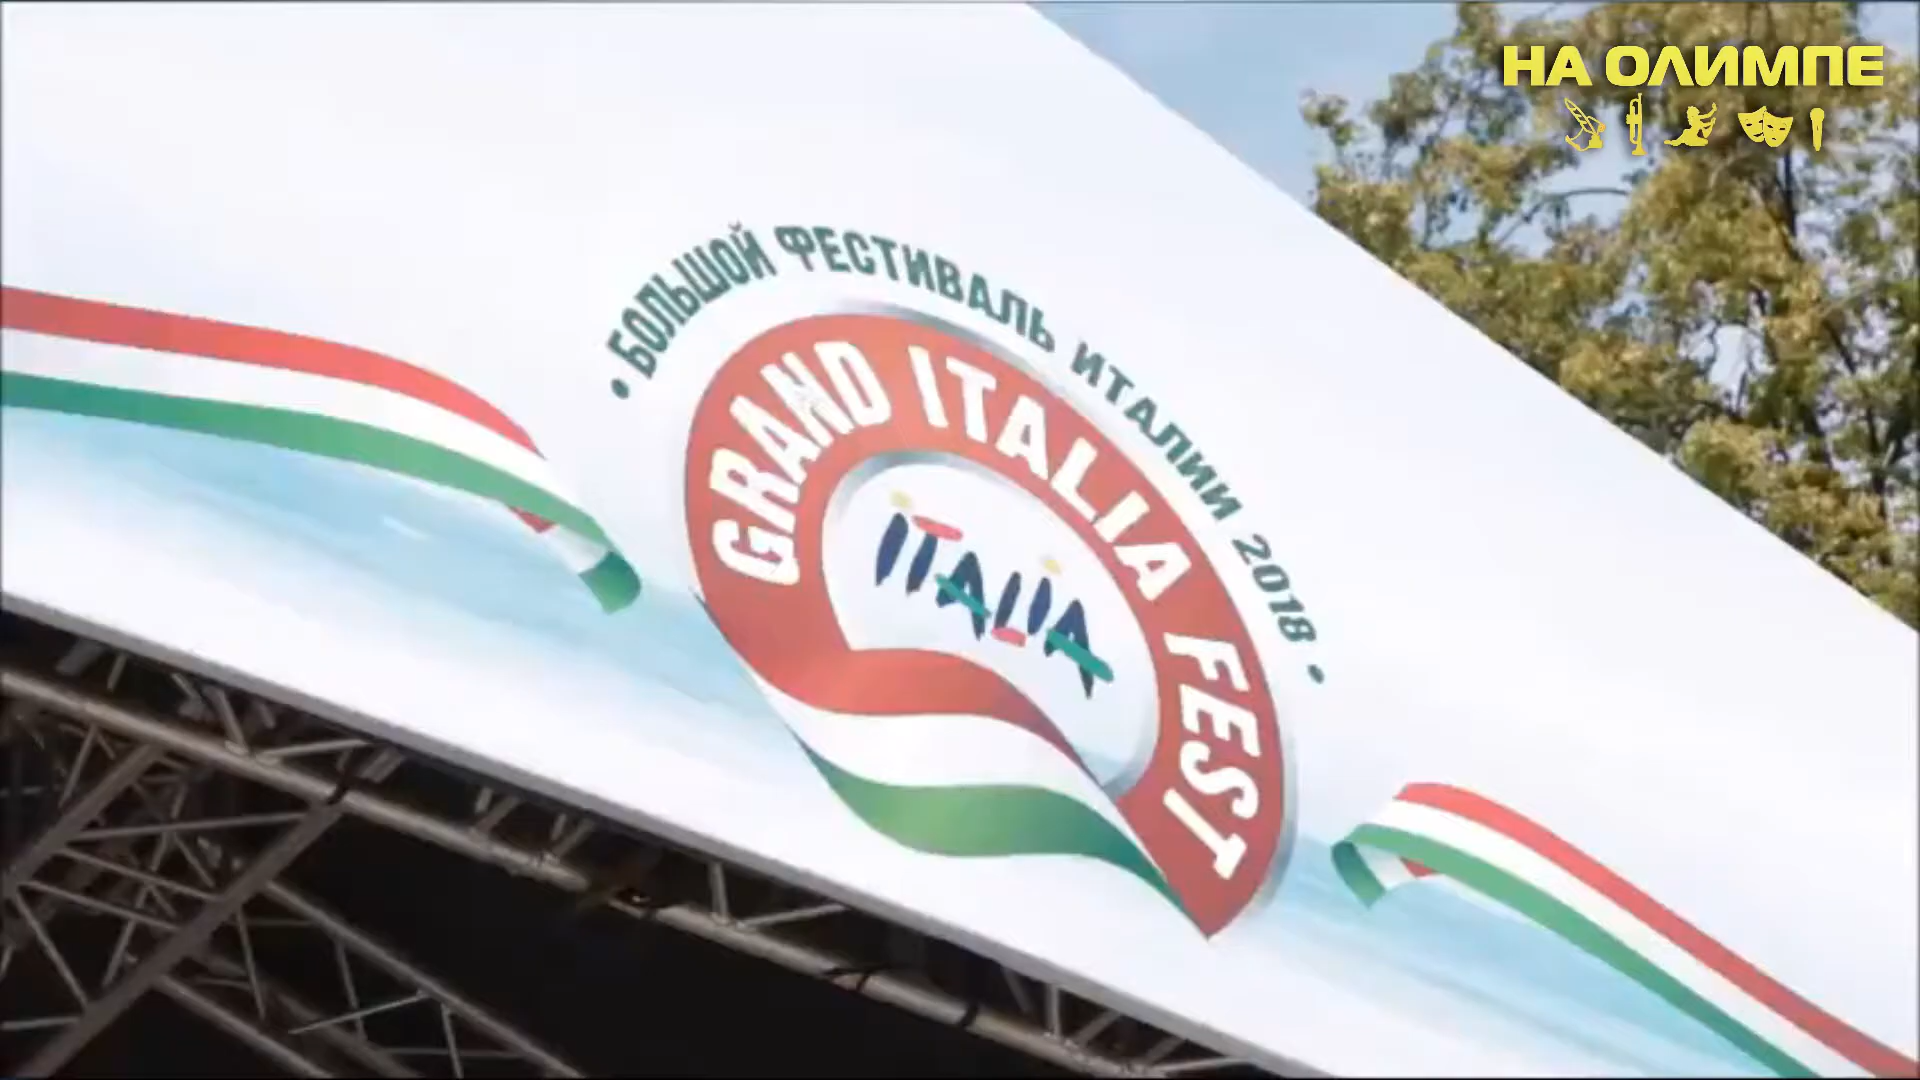 НА ОЛИМПЕ
• БОЛЬШОЙ ФЕСТИВАЛЬ ИТАЛИИ 2018 •
GRAND ITALIA FEST
ITALIA